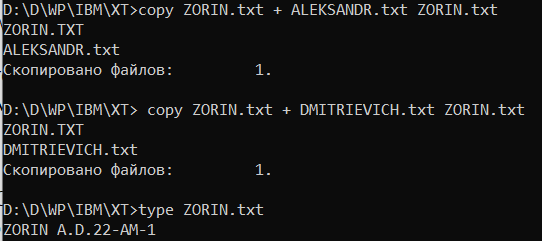 D:\D\WP\IBM\XT>copy ZORIN.txt + ALEKSANDR.txt ZORIN.txt
ZORIN.TXT
ALEKSANDR.txt
Скопировано файлов:         1.
D:\D\WP\IBM\XT> copy ZORIN.txt + DMITRIEVICH.txt ZORIN.txt
ZORIN.TXT
DMITRIEVICH.txt
Скопировано файлов:         1.
D:\D\WP\IBM\XT>type ZORIN.txt
ZORIN A.D.22-AM-1